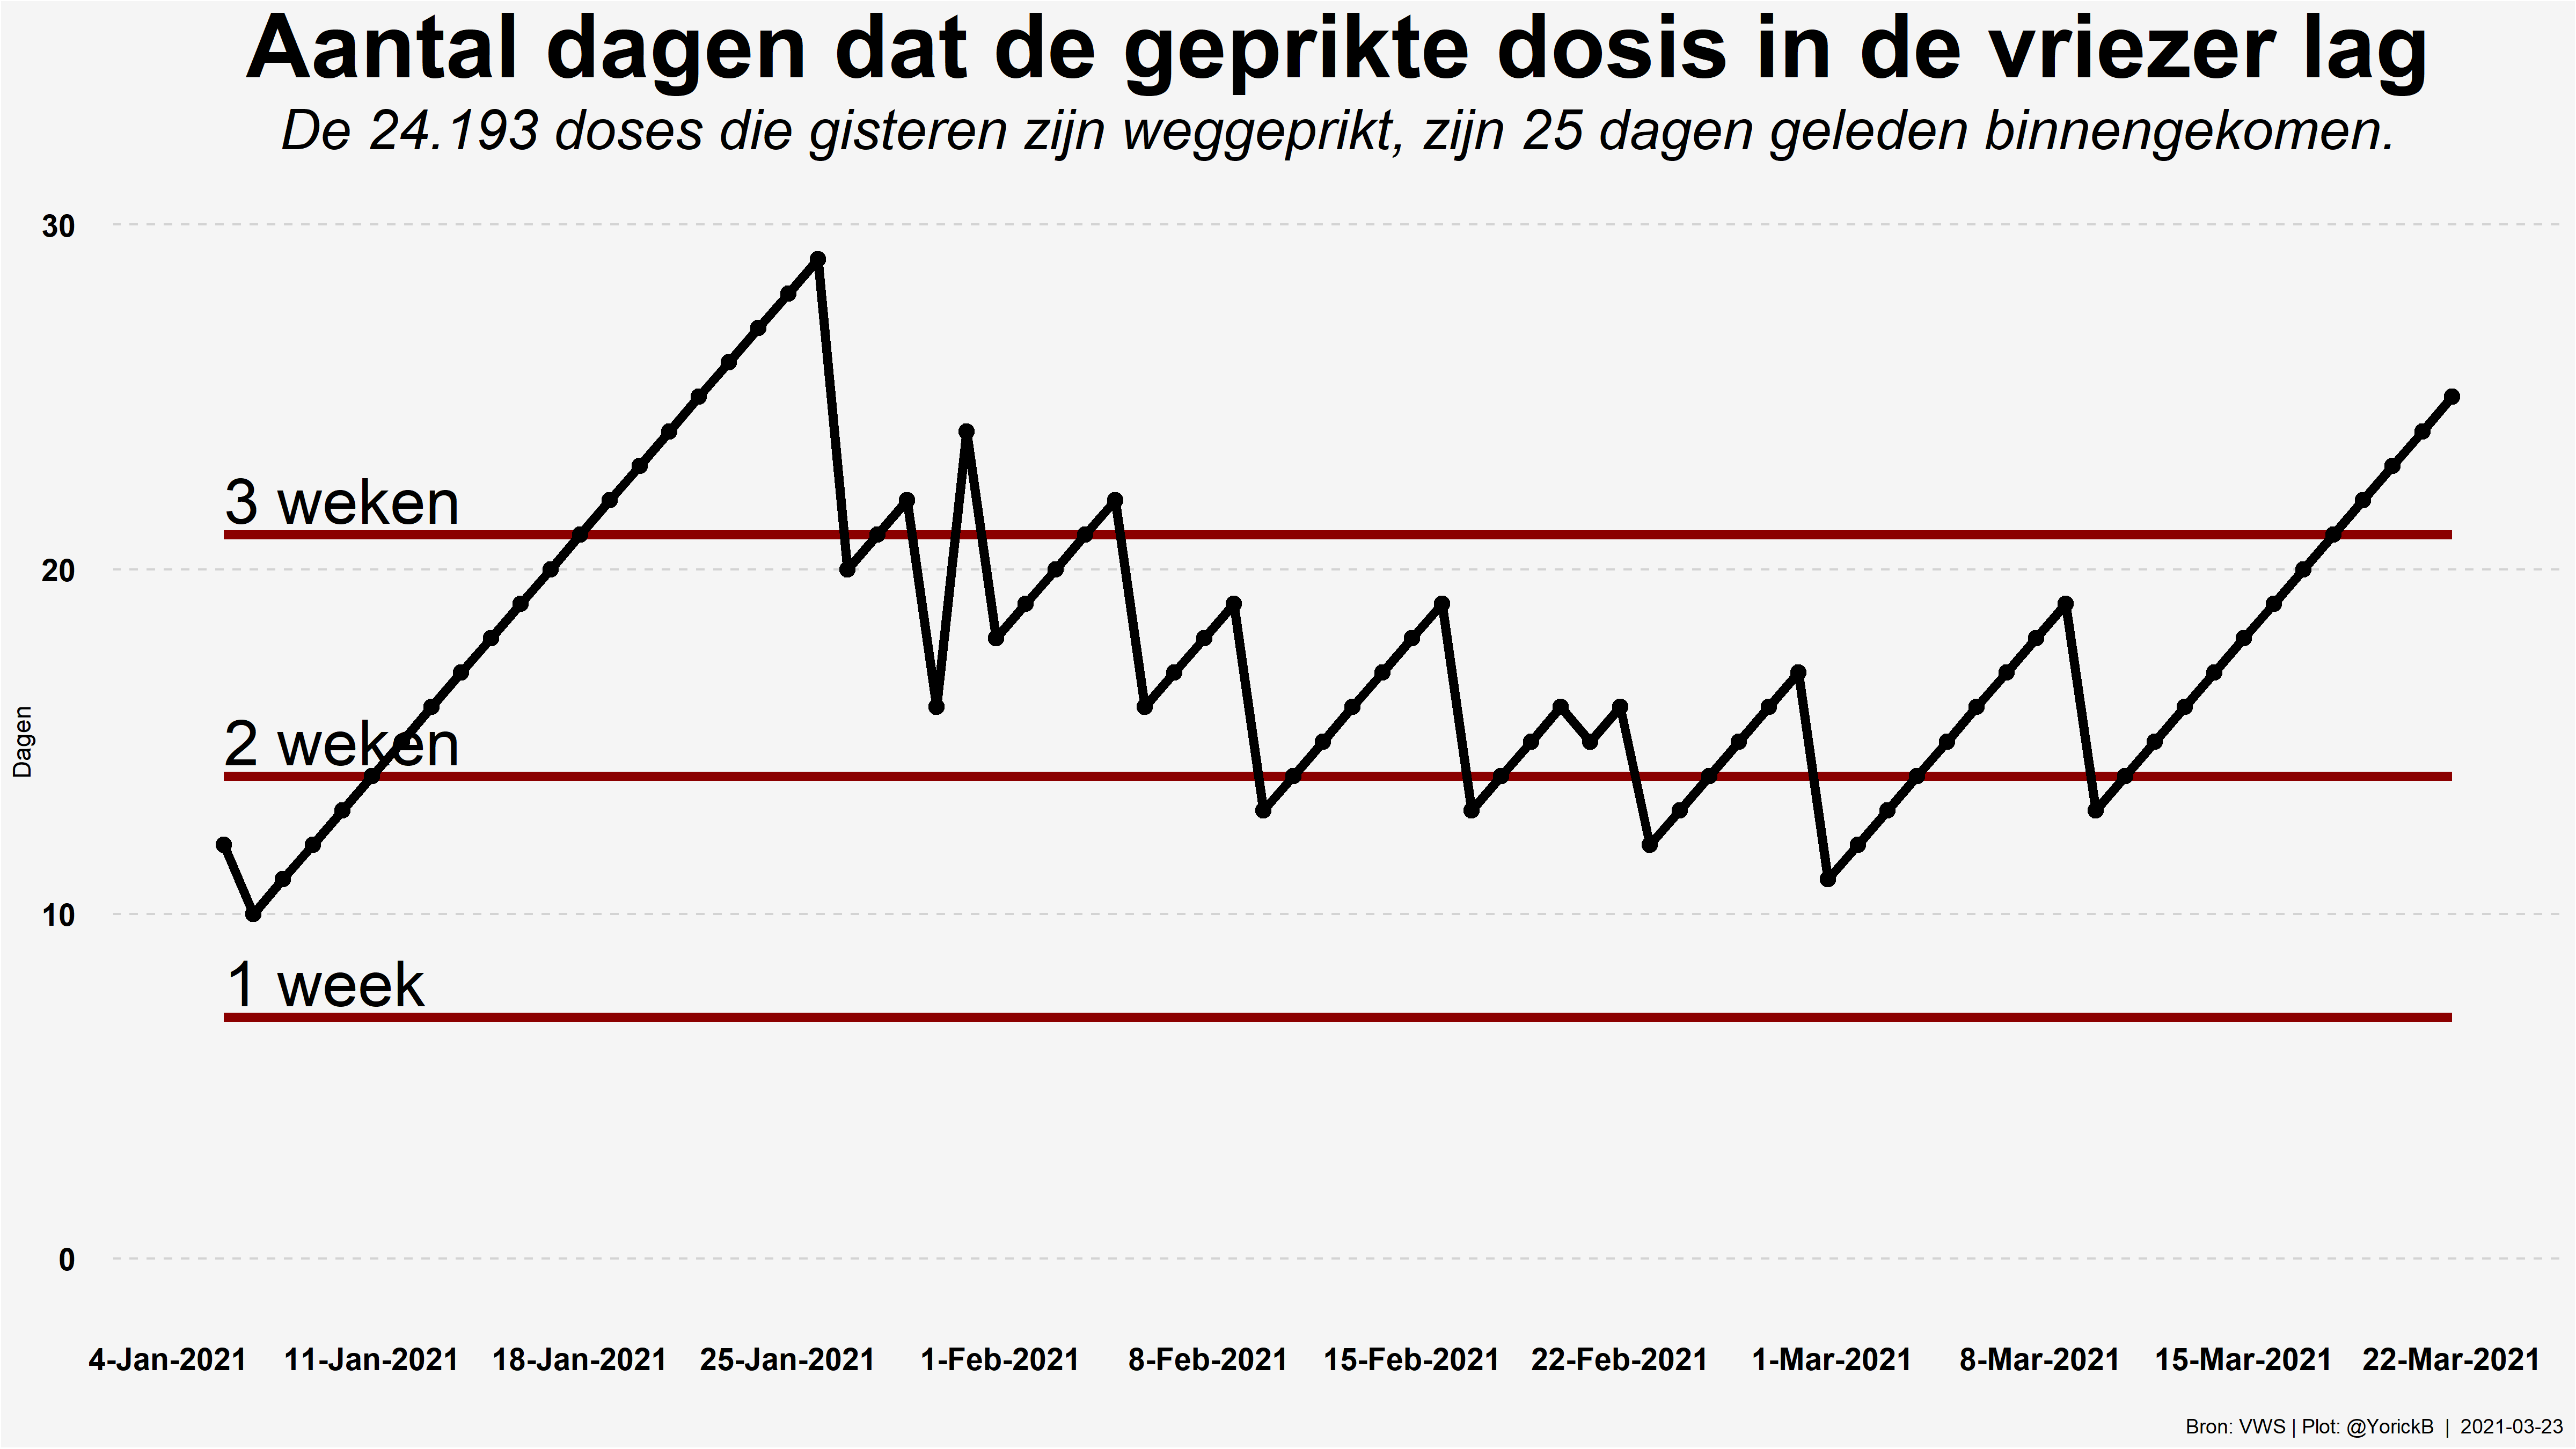 Aantal dagen dat de geprikte dosis in de vriezer lag
De 24.193 doses die gisteren zijn weggeprikt, zijn 25 dagen geleden binnengekomen.
30
3 weken
20
2 weken
Dagen
10
1 week
0
4-Jan-2021 11-Jan-2021 18-Jan-2021 25-Jan-2021 1-Feb-2021 8-Feb-2021 15-Feb-2021 22-Feb-2021 1-Mar-2021 8-Mar-2021 15-Mar-2021 22-Mar-2021
Bron: VWS | Plot: @YorickB | 2021-03-23